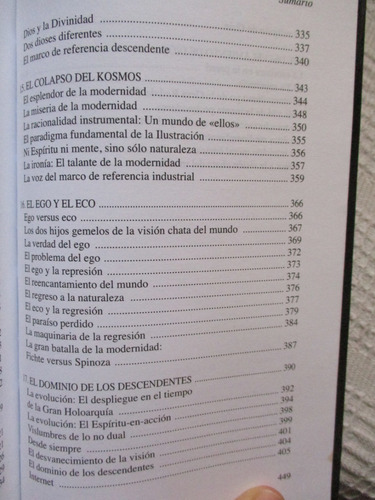 Sumario
Dios y la Divinidad
Dos dioses diferentes ........ 335
El marco de referencia descendente ........ 337
340
15. EL COLAPSO DEL KOSMOS ........ 343
El esplendor de la modernidad ........ 344
La miseria de la modernidad ........ 348
La racionalidad instrumental: Un mundo de «ellos» ........ 350
El paradigma fundamental de la Ilustración ........ 355
Ni Espíritu ni mente, sino sólo naturaleza ........ 356
La ironía: El talante de la modernidad ........ 357
La voz del marco de referencia industrial ........ 359
16. EL EGO Y EL ECO ........ 366
Ego versus eco ........ 366
Los dos hijos gemelos de la visión chata del mundo ........ 367
La verdad del ego ........ 369
El problema del ego ........ 372
El ego y la represión ........ 373
El reencantamiento del mundo ........ 374
El regreso a la naturaleza ........ 376
El eco y la regresión ........ 377
El paraíso perdido ........ 379
La maquinaria de la regresión ........ 384
La gran batalla de la modernidad:
Fichte versus Spinoza ........ 387
17. EL DOMINIO DE LOS DESCENDENTES ........ 390
La evolución: El despliegue en el tiempo
de la Gran Holoarquía ........ 392
La evolución: El Espíritu-en-acción ........ 394
Vislumbres de lo no dual ........ 398
Desde siempre ........ 399
El desvanecimiento de la visión ........ 401
El dominio de los descendentes ........ 404
Internet ........ 405
449